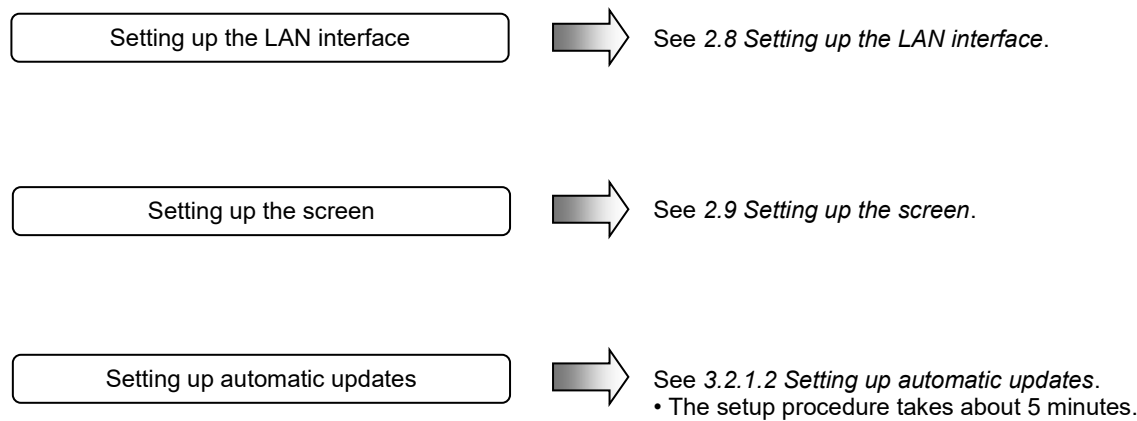 Setting up the LAN interface
See 2.8 Setting up the LAN interface.
Setting up the screen
See 2.9 Setting up the screen.
Setting up automatic updates
See 3.2.1.2 Setting up automatic updates.
• The setup procedure takes about 5 minutes.